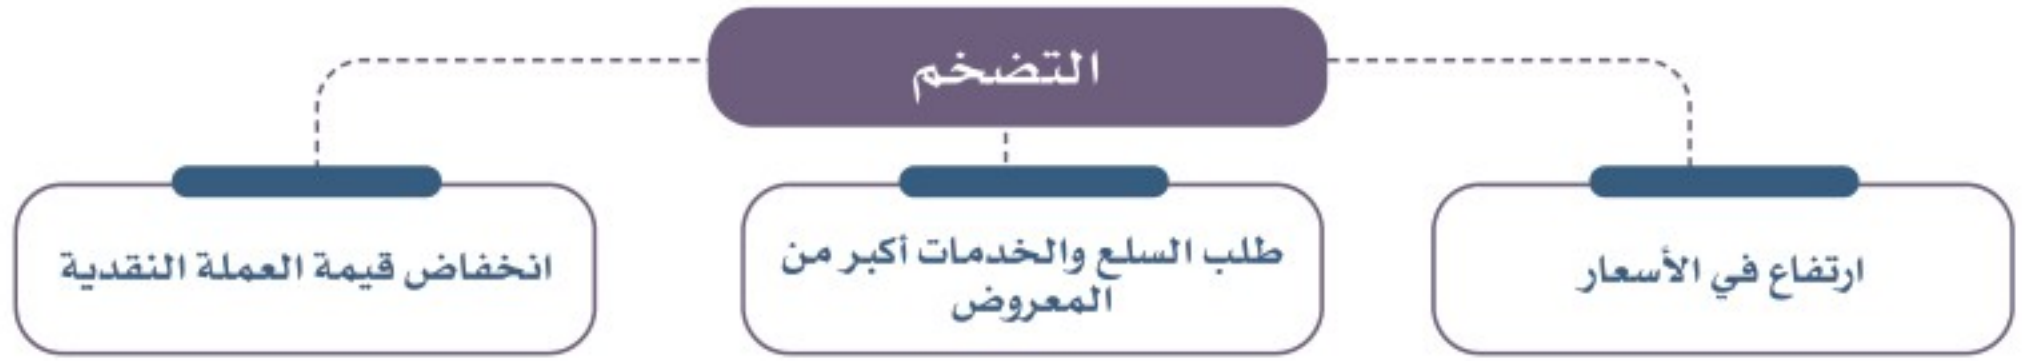 التضخم
ارتفاع في الأسعار
طلب السلع والخدمات أكبر من
المعروض
انخفاض قيمة العملة النقدية